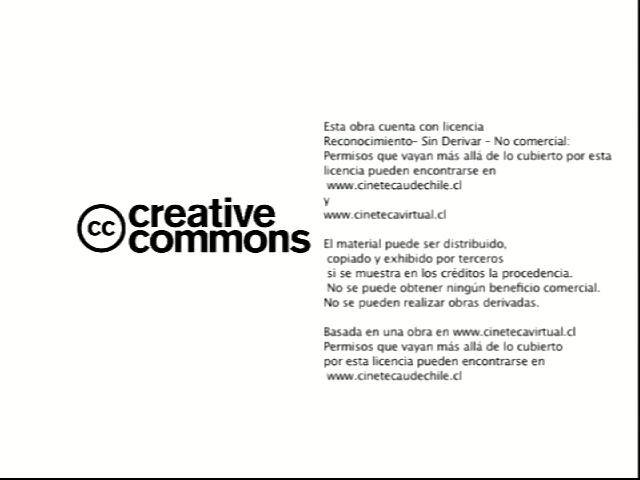 cc creative
commons
Esta obra cuenta con licencia
Reconocimiento- Sin Derivar - No comercial:
Permisos que vayan más allá de lo cubierto por esta
licencia pueden encontrarse en
www.cinetecaudechile.cl
y
www.cinetecavirtual.cl
El material puede ser distribuido,
copiado y exhibido por terceros
si se muestra en los créditos la procedencia.
No se puede obtener ningún beneficio comercial.
No se pueden realizar obras derivadas.
Basada en una obra en www.cinetecavirtual.cl
Permisos que vayan más allá de lo cubierto
por esta licencia pueden encontrarse en
www.cinetecaudechile.cl